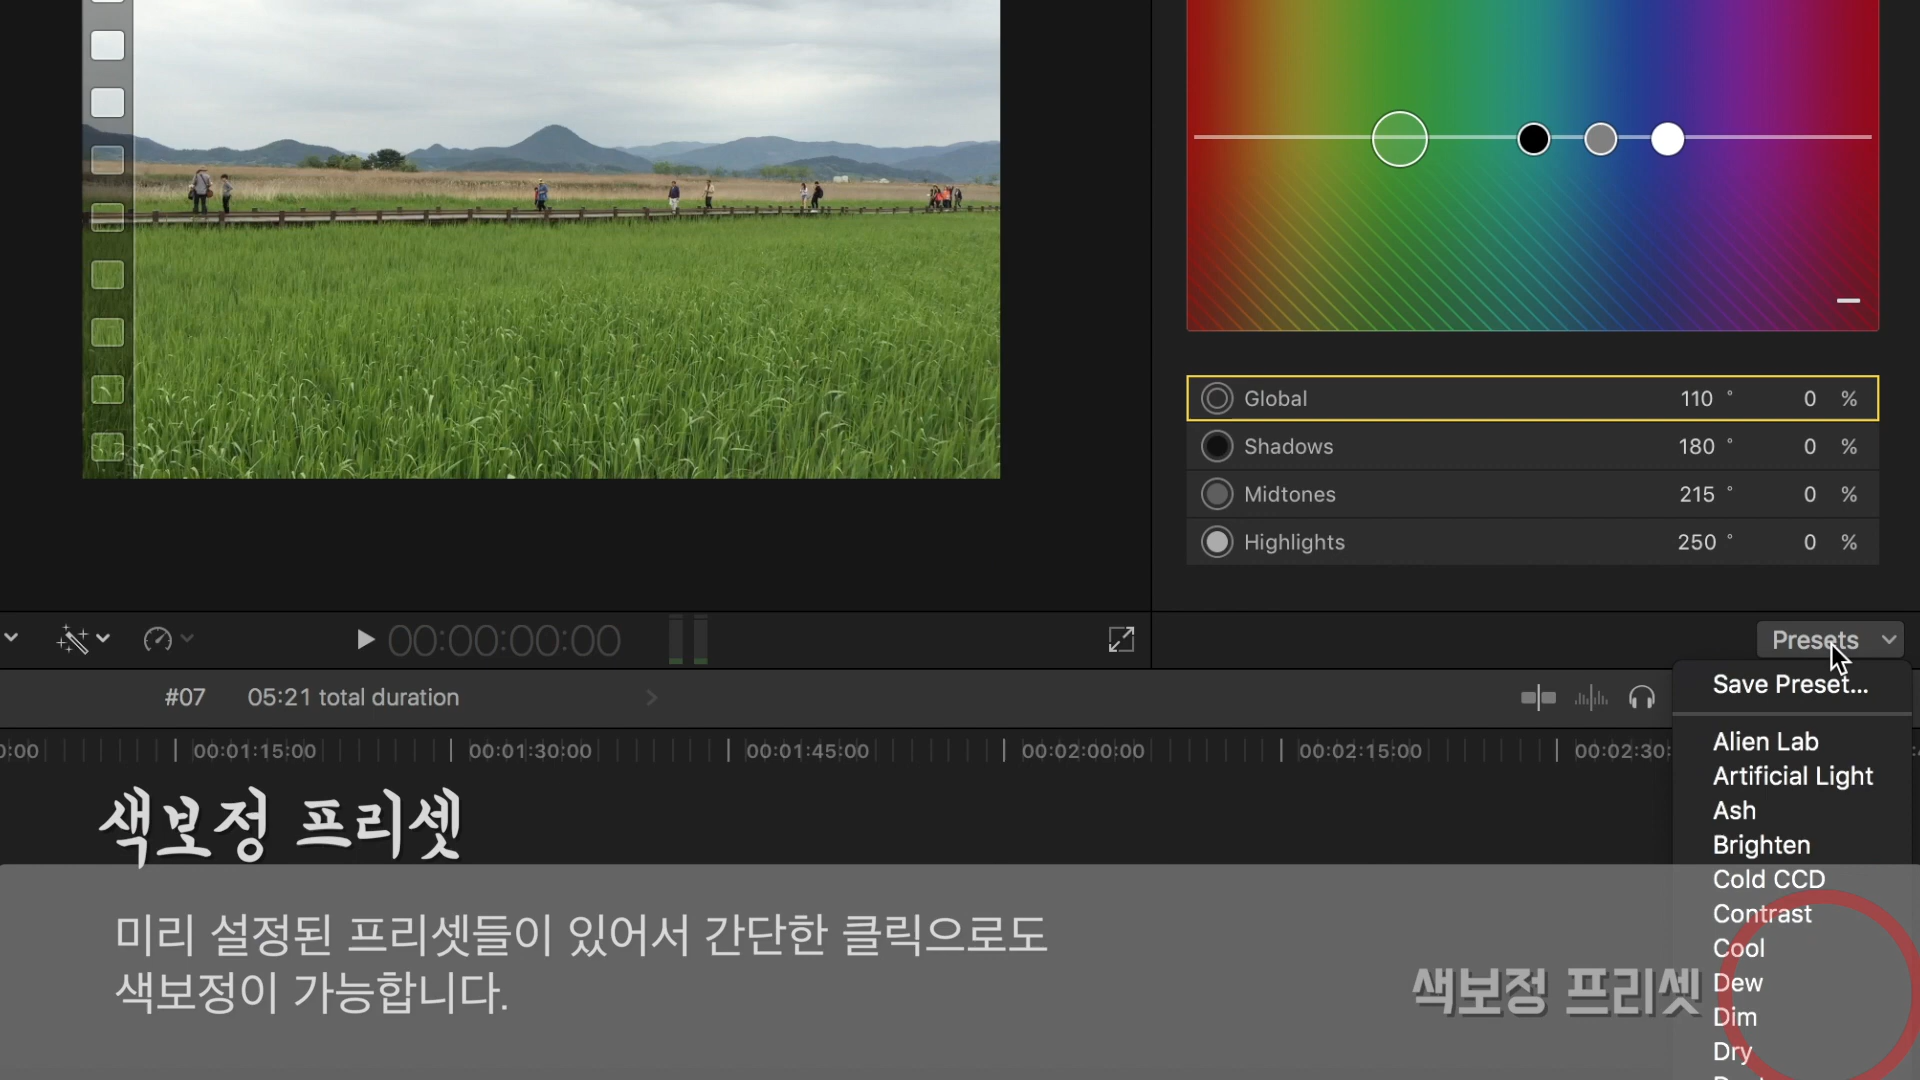 Global 110 ° 0 %
Shadows 180 ° 0 %
Midtones 215 ° 0 %
Highlights 250 ° 0 %
00:00:00:00
Presets
#07 05:21 total duration
Save Preset...
0:00 00:01:15:00 00:01:30:00 00:01:45:00 00:02:00:00 00:02:15:00 00:02:30:
Alien Lab
Artificial Light
Ash
Brighten
Cold CCD
Contrast
Cool
Dew
Dim
Dry
색보정 프리셋
미리 설정된 프리셋들이 있어서 간단한 클릭으로도
색보정이 가능합니다.
색보정 프리셋